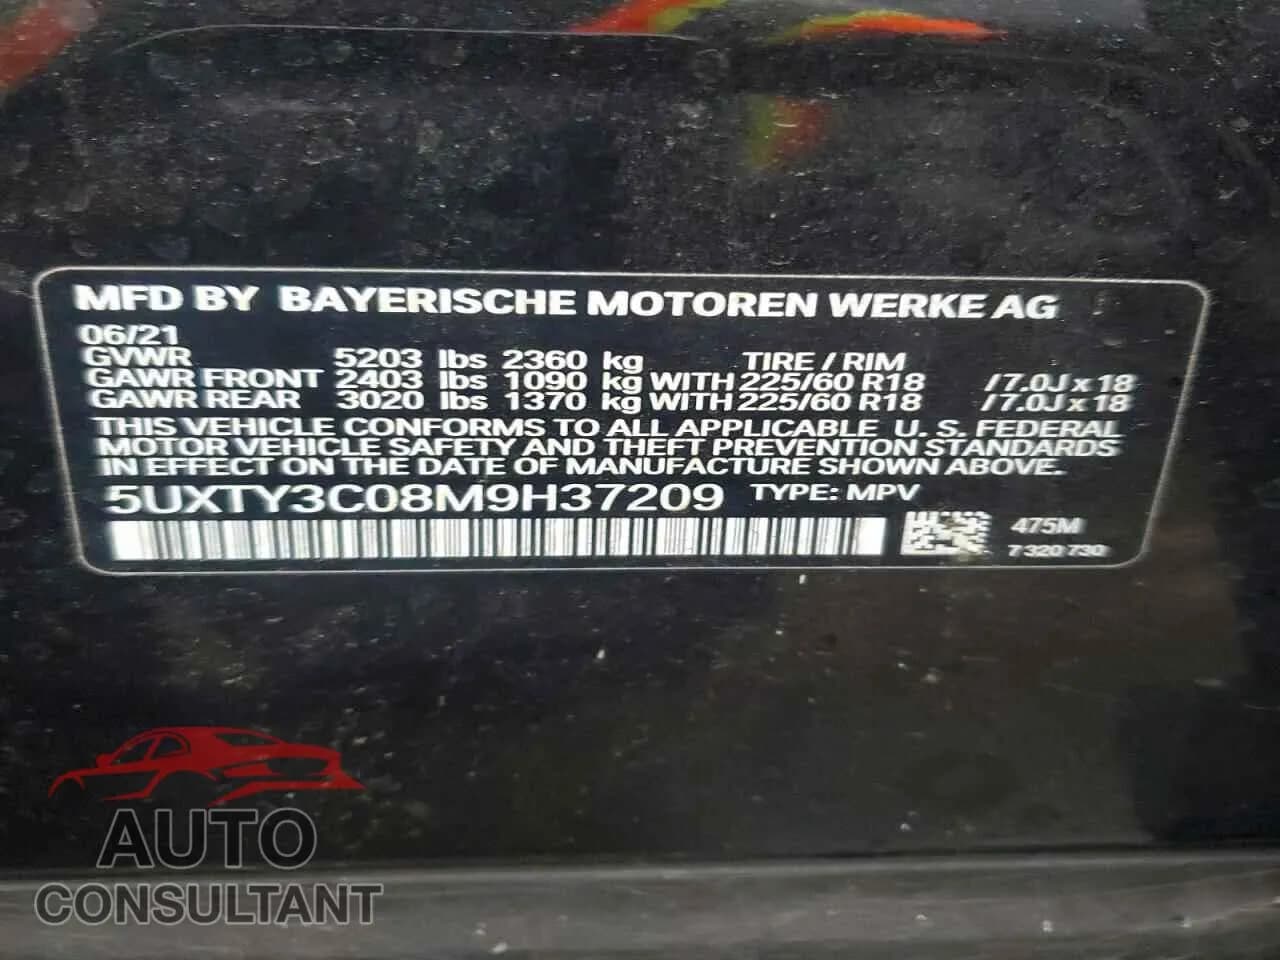 MFD BY BAYERISCHE MOTOREN WERKE AG
06/21
GVWR 5203 lbs 2360 kg TIRE / RIM
GAWR FRONT 2403 lbs 1090 kg WITH 225/60 R18 / 7.0J x 18
GAWR REAR 3020 lbs 1370 kg WITH 225/60 R18 / 7.0J x 18
THIS VEHICLE CONFORMS TO ALL APPLICABLE U. S. FEDERAL
MOTOR VEHICLE SAFETY AND THEFT PREVENTION STANDARDS
IN EFFECT ON THE DATE OF MANUFACTURE SHOWN ABOVE.
5UXTY3C08M9H37209 TYPE: MPV
475M
7 320 730
AUTO
CONSULTANT